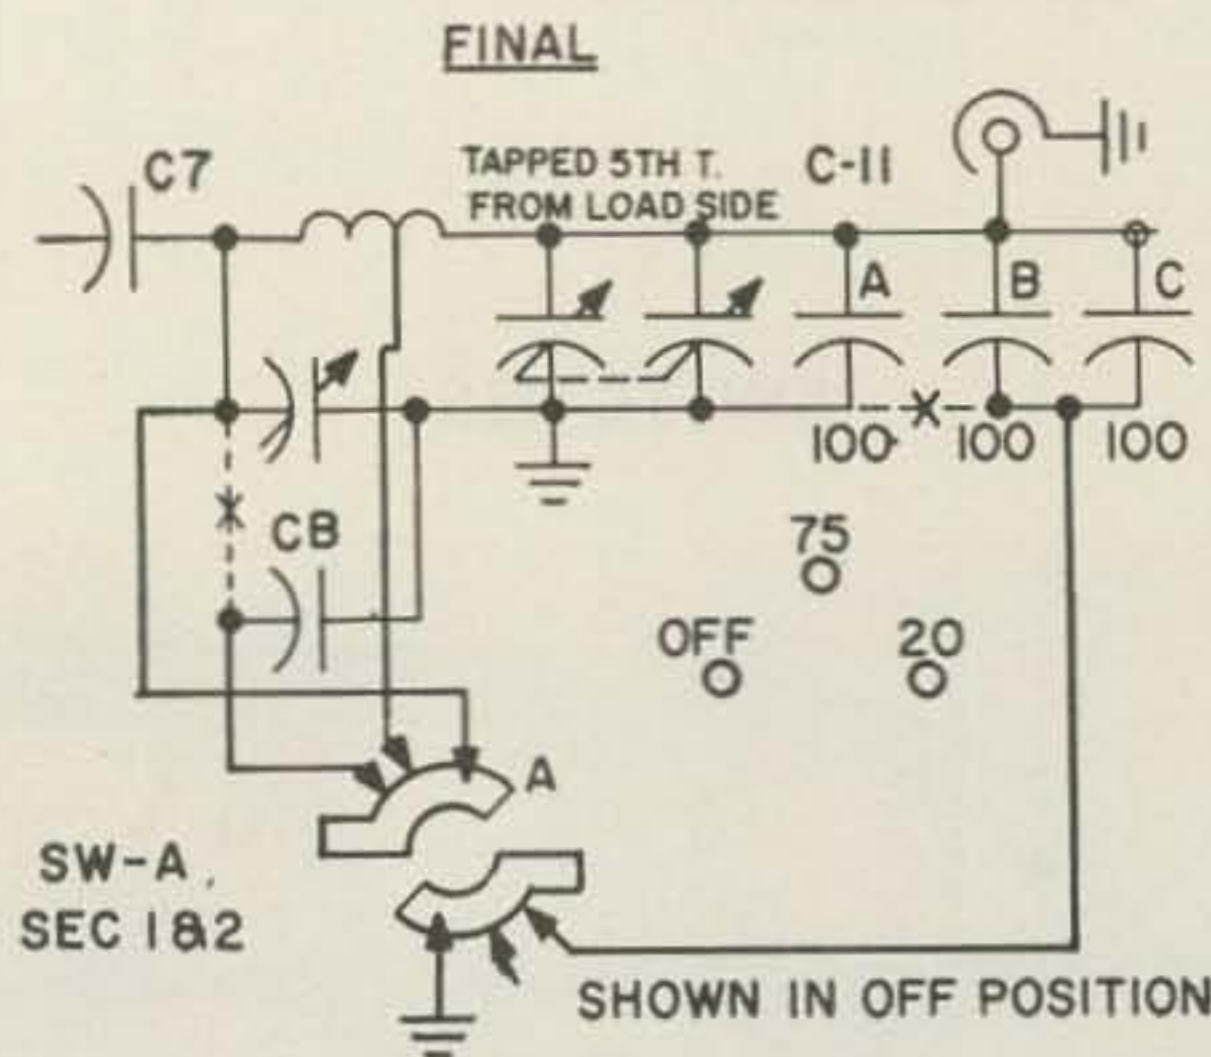 FINAL
C7
TAPPED 5TH T.
FROM LOAD SIDE
C-11
A
B
C
100
100
100
CB
75
OFF
20
A
SW-A,
SEC 1&2
SHOWN IN OFF POSITION